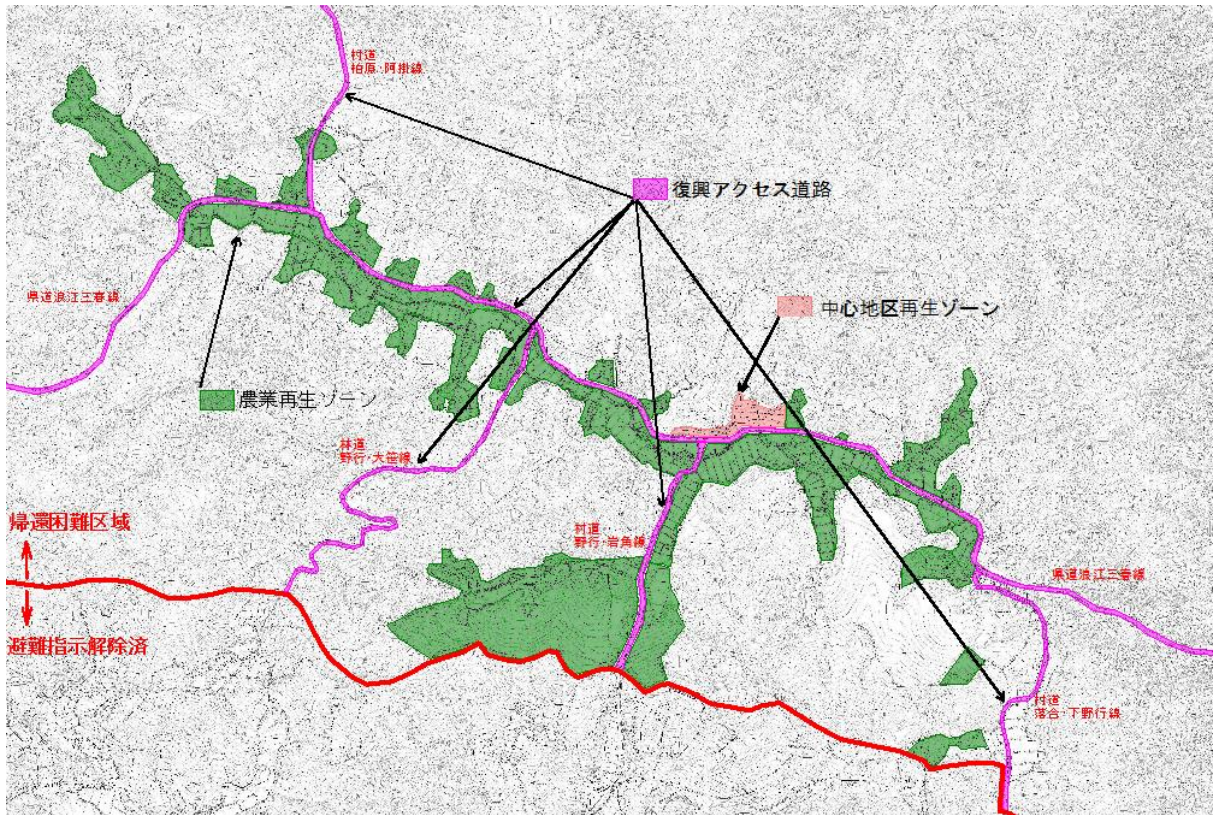 村道
柏原・阿掛線
復興アクセス道路
県道浪江三春線
中心地区再生ゾーン
農業再生ゾーン
林道
野行・大笹線
帰還困難区域
村道
野行・岩角線
県道浪江三春線
避難指示解除済
村道
落合・下野行線